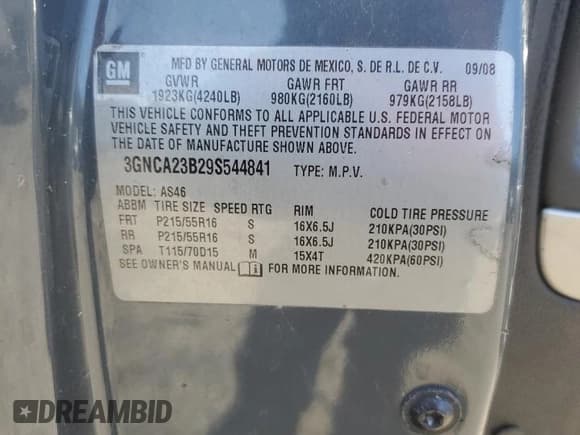 GM
MFD BY GENERAL MOTORS DE MEXICO, S. DE R.L. DE C.V. 09/08
GVWR GAWR FRT GAWR RR
1923KG(4240LB) 980KG(2160LB) 979KG(2158LB)
THIS VEHICLE CONFORMS TO ALL APPLICABLE U.S. FEDERAL MOTOR
VEHICLE SAFETY AND THEFT PREVENTION STANDARDS IN EFFECT ON
THE DATE OF MANUFACTURE SHOWN ABOVE.
3GNCA23B29S544841 TYPE: M.P.V.
MODEL: AS46
ABBM TIRE SIZE SPEED RTG RIM COLD TIRE PRESSURE
FRT P215/55R16 S 16X6.5J 210KPA(30PSI)
RR P215/55R16 S 16X6.5J 210KPA(30PSI)
SPA T115/70D15 M 15X4T 420KPA(60PSI)
SEE OWNER'S MANUAL FOR MORE INFORMATION.
DREAMBID